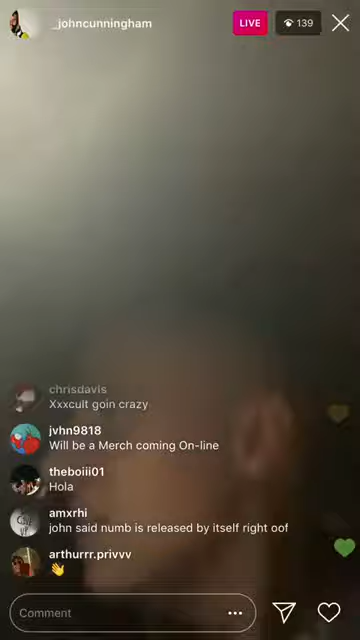 _johncunningham
LIVE
139
chrisdavls
Xxxcult goin crazy
jvhn9818
Will be a Merch coming On-line
theboiii01
Hola
amxrhi
john said numb is released by itself right oof
arthurrr.privvv
👋
Comment